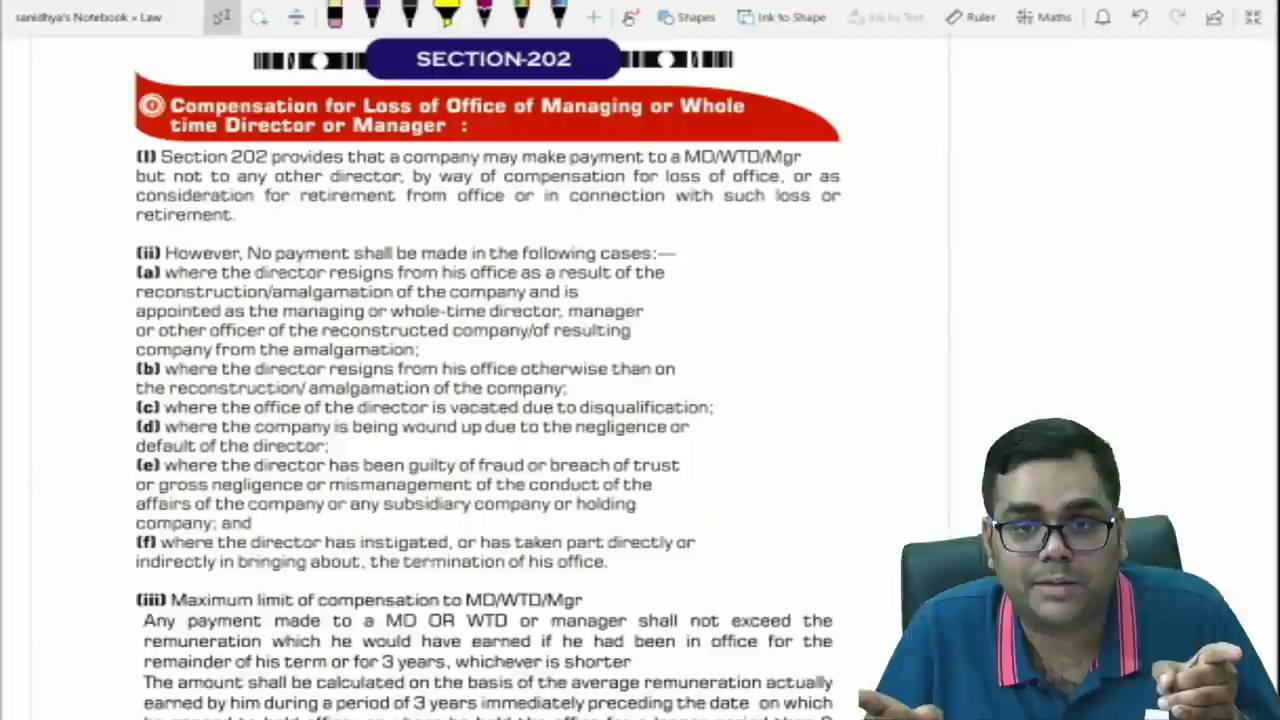 sanidhya's Notebook » Law
Shapes
Ink to Shape
Ink to Text
Ruler
Maths
SECTION-202
Compensation for Loss of Office of Managing or Whole
time Director or Manager :
(i) Section 202 provides that a company may make payment to a MD/WTD/Mgr
but not to any other director, by way of compensation for loss of office, or as
consideration for retirement from office or in connection with such loss or
retirement.
(ii) However, No payment shall be made in the following cases:—
(a) where the director resigns from his office as a result of the
reconstruction/amalgamation of the company and is
appointed as the managing or whole-time director, manager
or other officer of the reconstructed company/of resulting
company from the amalgamation;
(b) where the director resigns from his office otherwise than on
the reconstruction/ amalgamation of the company;
(c) where the office of the director is vacated due to disqualification;
(d) where the company is being wound up due to the negligence or
default of the director;
(e) where the director has been guilty of fraud or breach of trust
or gross negligence or mismanagement of the conduct of the
affairs of the company or any subsidiary company or holding
company; and
(f) where the director has instigated, or has taken part directly or
indirectly in bringing about, the termination of his office.
(iii) Maximum limit of compensation to MD/WTD/Mgr
Any payment made to a MD OR WTD or manager shall not exceed the
remuneration which he would have earned if he had been in office for the
remainder of his term or for 3 years, whichever is shorter
The amount shall be calculated on the basis of the average remuneration actually
earned by him during a period of 3 years immediately preceding the date on which